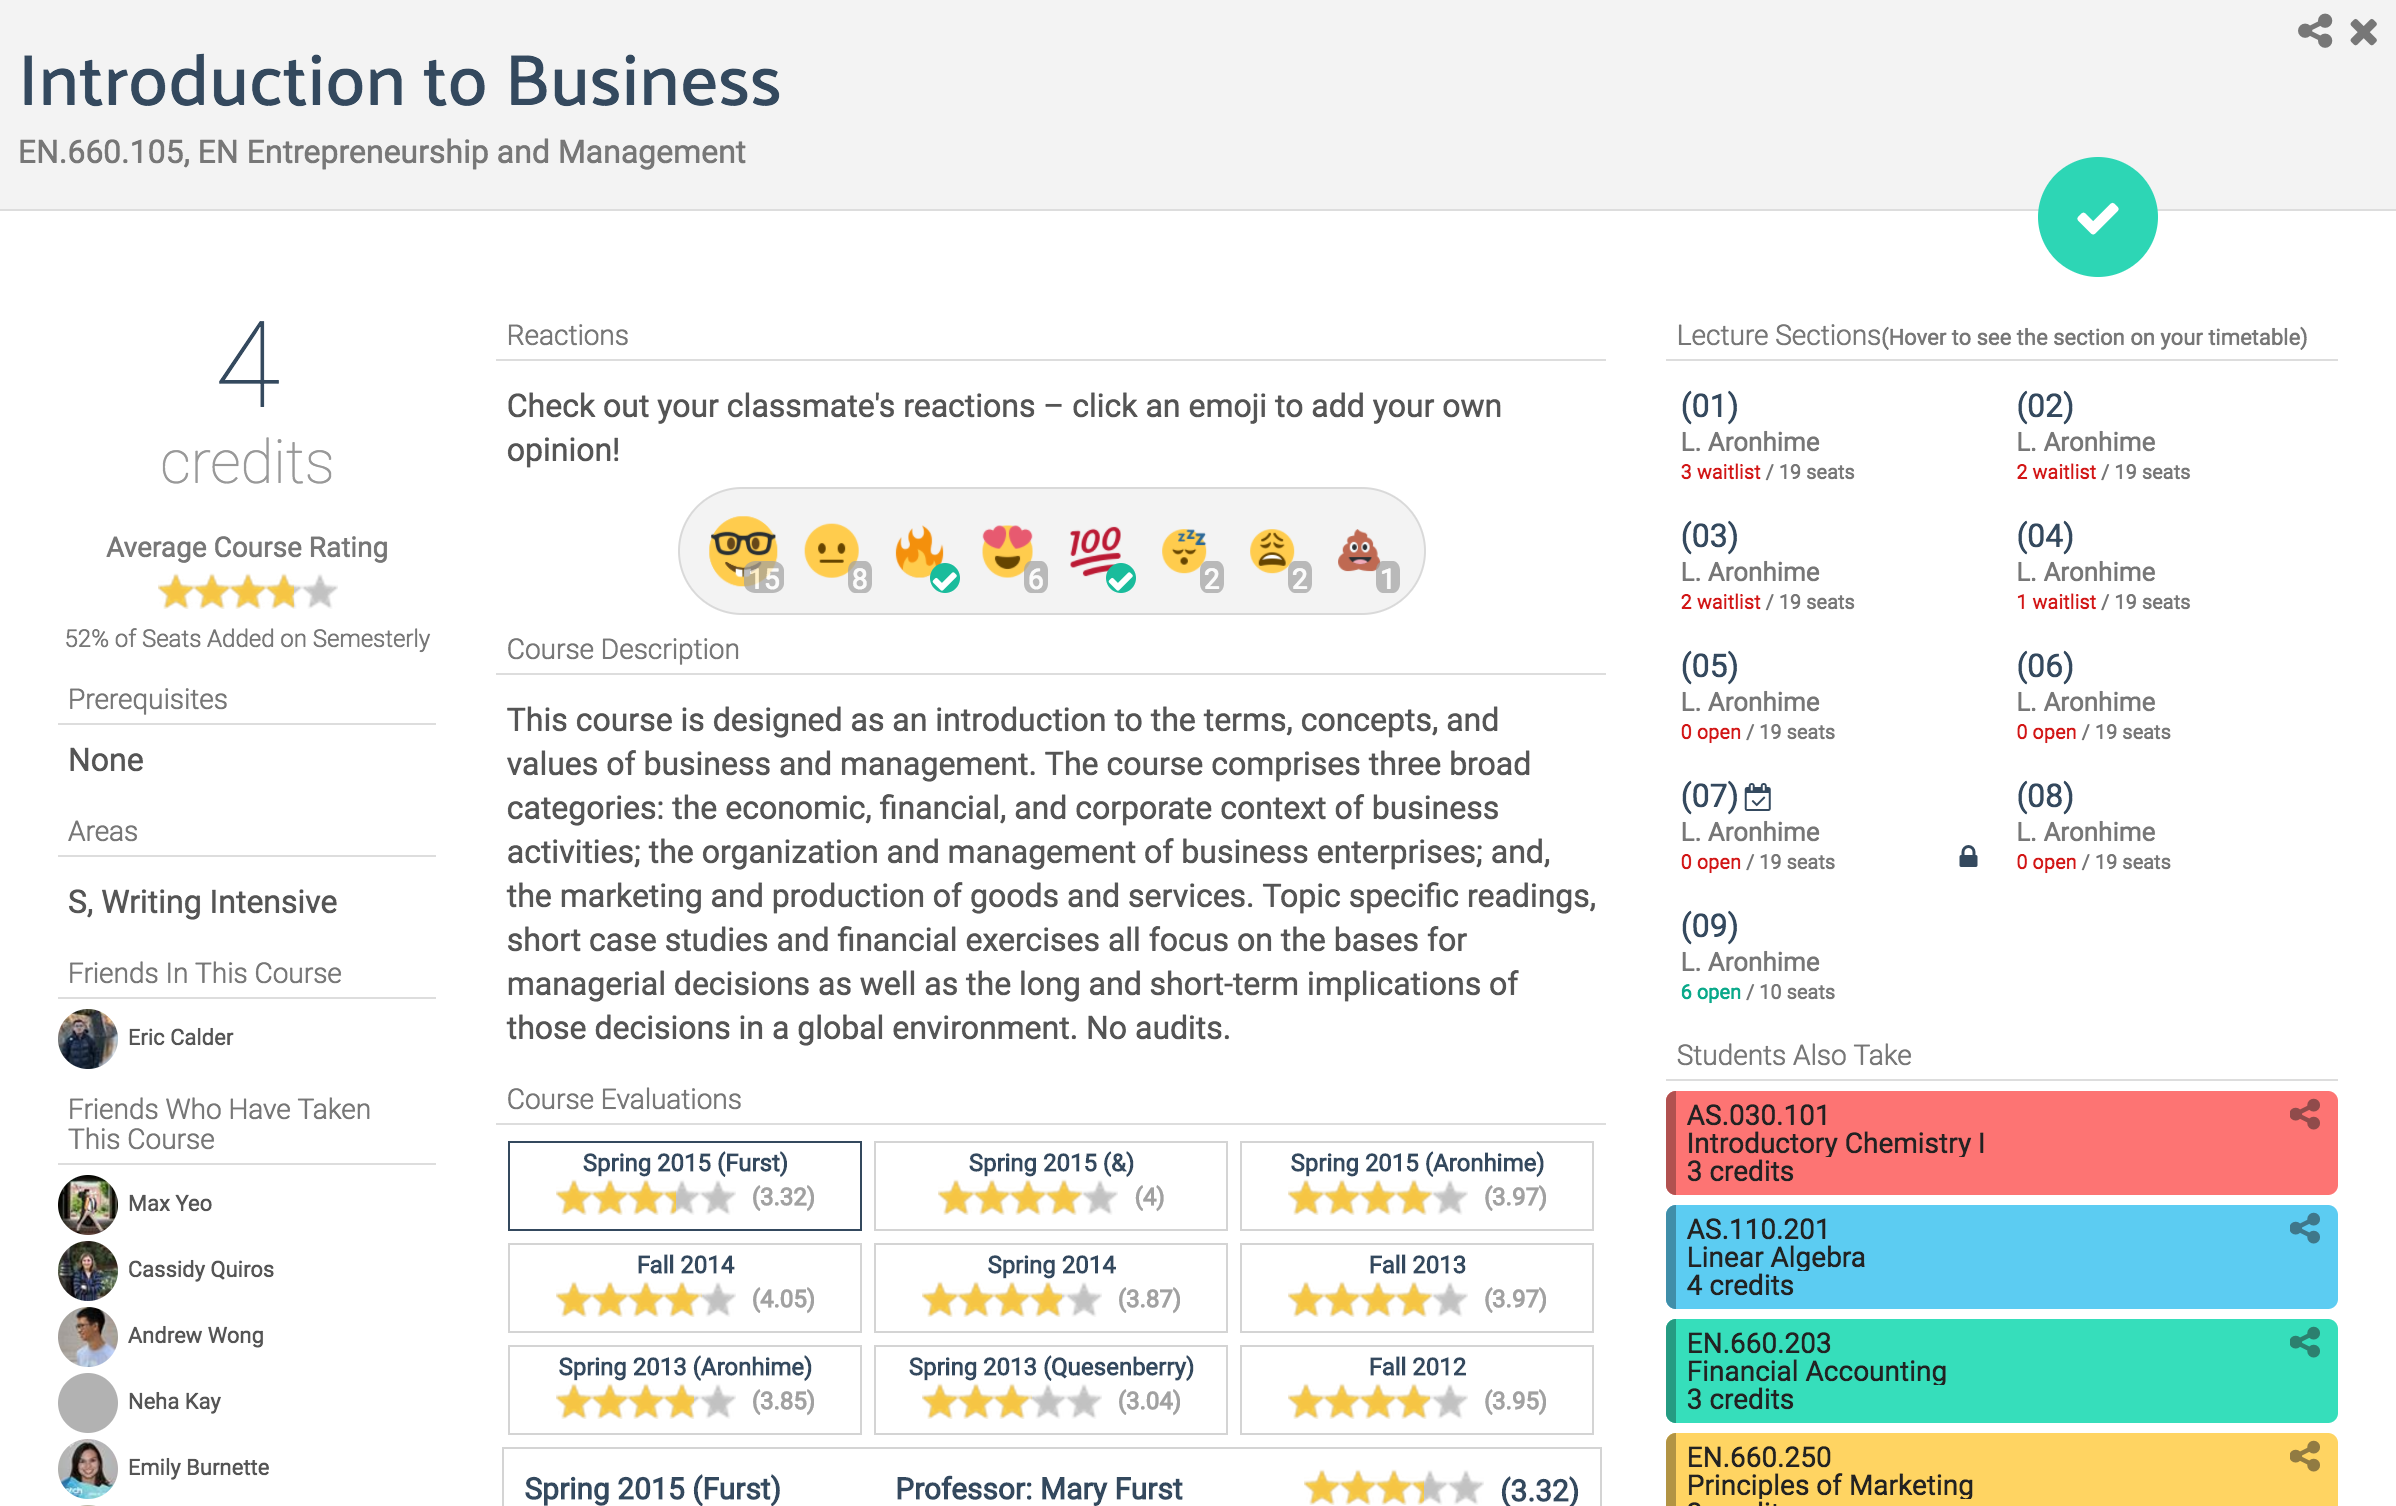 Introduction to Business
EN.660.105, EN Entrepreneurship and Management
4
credits
Average Course Rating
52% of Seats Added on Semesterly
Prerequisites
None
Areas
S, Writing Intensive
Friends In This Course
Eric Calder
Friends Who Have Taken
This Course
Max Yeo
Cassidy Quiros
Andrew Wong
Neha Kay
Emily Burnette
Reactions
Check out your classmate's reactions – click an emoji to add your own
opinion!
15 8 6 100 zzZ 2 2 1
Course Description
This course is designed as an introduction to the terms, concepts, and
values of business and management. The course comprises three broad
categories: the economic, financial, and corporate context of business
activities; the organization and management of business enterprises; and,
the marketing and production of goods and services. Topic specific readings,
short case studies and financial exercises all focus on the bases for
managerial decisions as well as the long and short-term implications of
those decisions in a global environment. No audits.
Course Evaluations
Spring 2015 (Furst)
(3.32)
Spring 2015 (&)
(4)
Spring 2015 (Aronhime)
(3.97)
Fall 2014
(4.05)
Spring 2014
(3.87)
Fall 2013
(3.97)
Spring 2013 (Aronhime)
(3.85)
Spring 2013 (Quesenberry)
(3.04)
Fall 2012
(3.95)
Spring 2015 (Furst) Professor: Mary Furst (3.32)
Lecture Sections(Hover to see the section on your timetable)
(01)
L. Aronhime
3 waitlist / 19 seats
(02)
L. Aronhime
2 waitlist / 19 seats
(03)
L. Aronhime
2 waitlist / 19 seats
(04)
L. Aronhime
1 waitlist / 19 seats
(05)
L. Aronhime
0 open / 19 seats
(06)
L. Aronhime
0 open / 19 seats
(07)
L. Aronhime
0 open / 19 seats
(08)
L. Aronhime
0 open / 19 seats
(09)
L. Aronhime
6 open / 10 seats
Students Also Take
AS.030.101
Introductory Chemistry I
3 credits
AS.110.201
Linear Algebra
4 credits
EN.660.203
Financial Accounting
3 credits
EN.660.250
Principles of Marketing